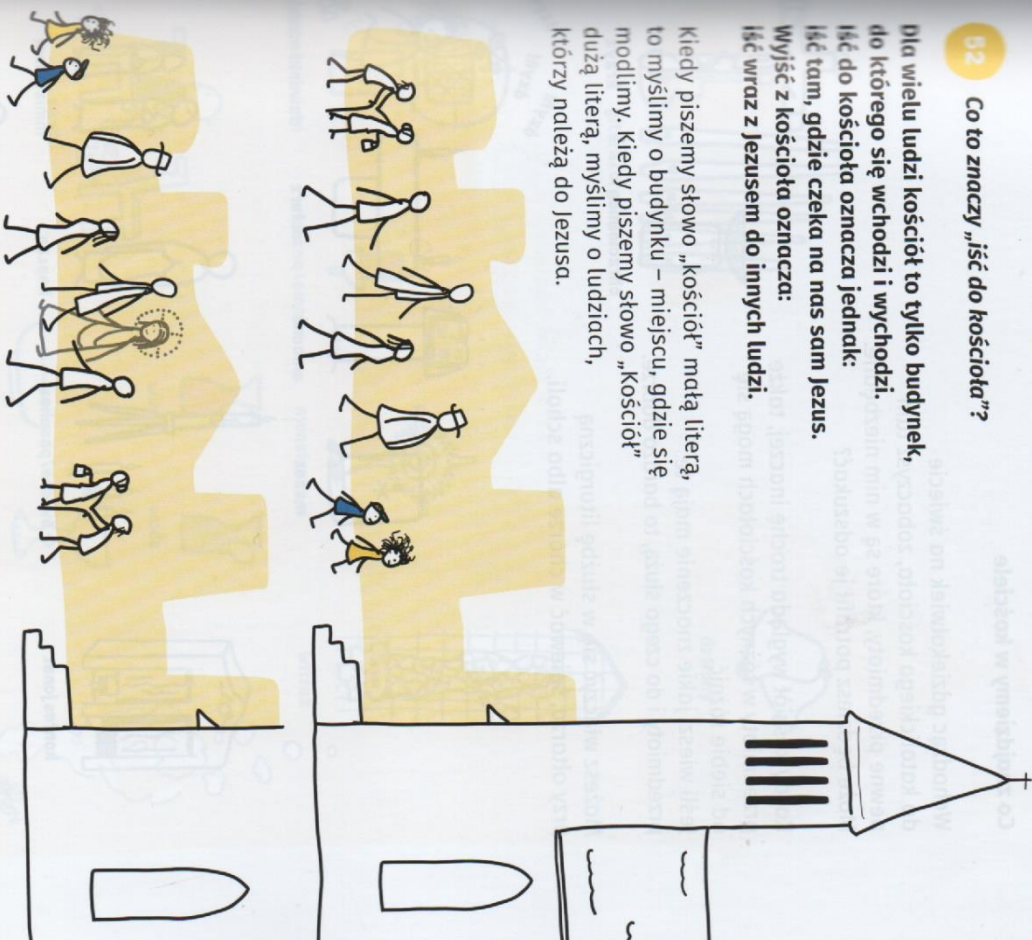 52 Co to znaczy „iść do kościoła”?
Dla wielu ludzi kościół to tylko budynek,
do którego się wchodzi i wychodzi.
Iść do kościoła oznacza jednak:
iść tam, gdzie czeka na nas sam Jezus.
Wyjść z kościoła oznacza:
iść wraz z Jezusem do innych ludzi.
Kiedy piszemy słowo „kościół” małą literą,
to myślimy o budynku – miejscu, gdzie się
modlimy. Kiedy piszemy słowo „Kościół”
dużą literą, myślimy o ludziach,
którzy należą do Jezusa.